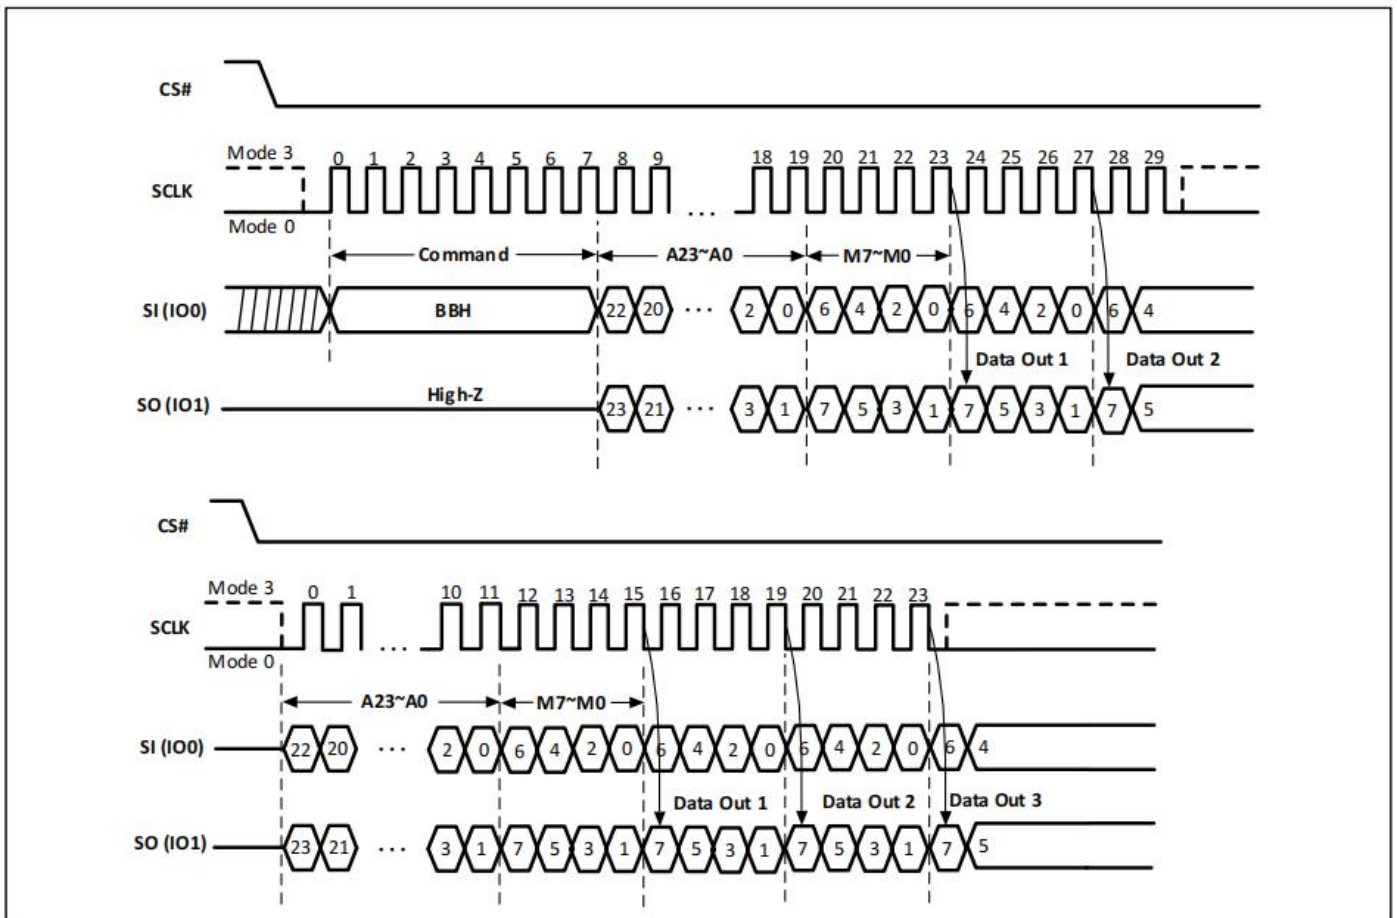 CS#
Mode 3
0 1 2 3 4 5 6 7 8 9 18 19 20 21 22 23 24 25 26 27 28 29
SCLK
...
Mode 0
Command A23~A0 M7~M0
SI (IO0) BBH 22 20 ... 2 0 6 4 2 0 6 4 2 0 6 4
Data Out 1 Data Out 2
High-Z
SO (IO1) 23 21 ... 3 1 7 5 3 1 7 5 3 1 7 5
CS#
Mode 3 0 1 10 11 12 13 14 15 16 17 18 19 20 21 22 23
SCLK
...
Mode 0
A23~A0 M7~M0
SI (IO0) 22 20 ... 2 0 6 4 2 0 6 4 2 0 6 4 2 0 6 4
Data Out 1 Data Out 2 Data Out 3
SO (IO1) 23 21 ... 3 1 7 5 3 1 7 5 3 1 7 5 3 1 7 5